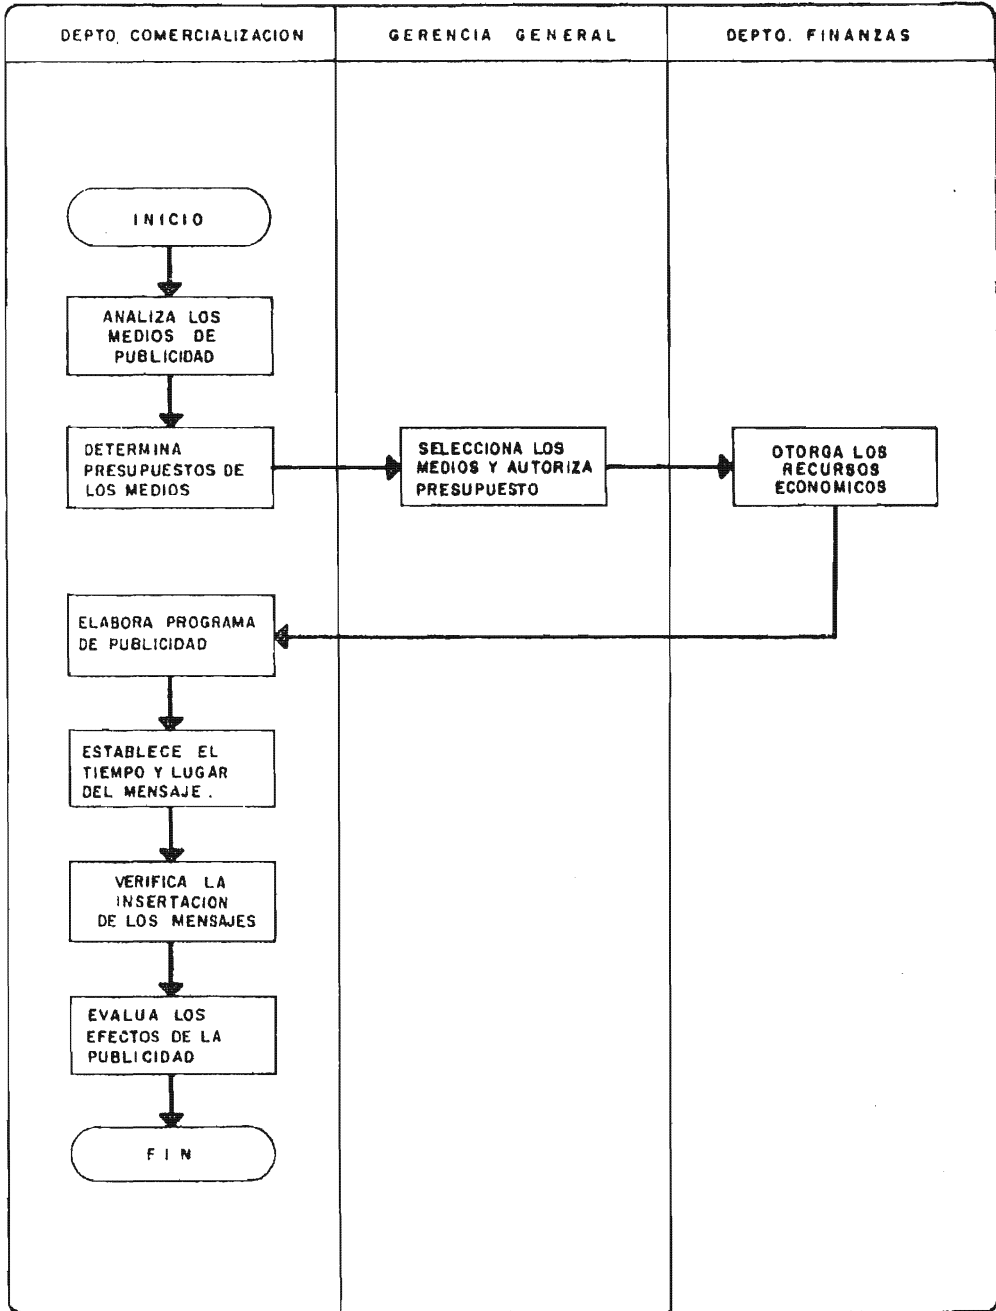 DEPTO. COMERCIALIZACION
GERENCIA GENERAL
DEPTO. FINANZAS
INICIO
ANALIZA LOS
MEDIOS DE
PUBLICIDAD
DETERMINA
PRESUPUESTOS DE
LOS MEDIOS
SELECCIONA LOS
MEDIOS Y AUTORIZA
PRESUPUESTO
OTORGA LOS
RECURSOS
ECONOMICOS
ELABORA PROGRAMA
DE PUBLICIDAD
ESTABLECE EL
TIEMPO Y LUGAR
DEL MENSAJE.
VERIFICA LA
INSERTACION
DE LOS MENSAJES
EVALUA LOS
EFECTOS DE LA
PUBLICIDAD
FIN